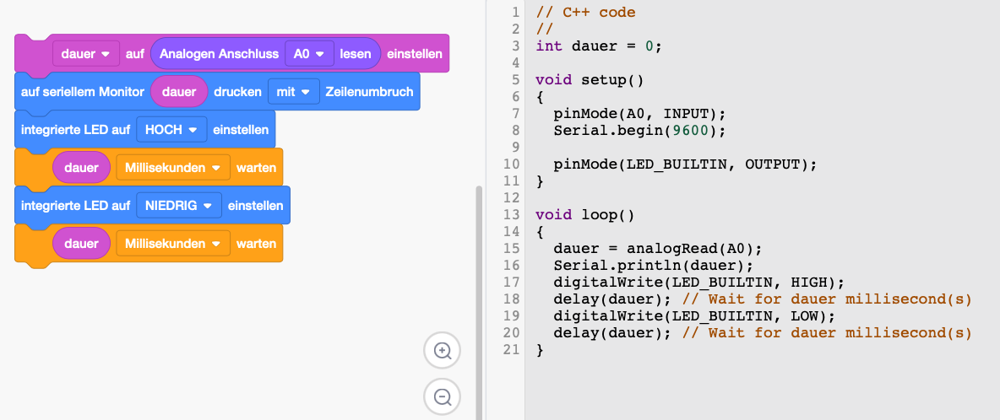 dauer auf Analogen Anschluss A0 lesen einstellen
auf seriellem Monitor dauer drucken mit Zeilenumbruch
integrierte LED auf HOCH einstellen
dauer Millisekunden warten
integrierte LED auf NIEDRIG einstellen
dauer Millisekunden warten
1 // C++ code
2 //
3 int dauer = 0;
4
5 void setup()
6 {
7   pinMode(A0, INPUT);
8   Serial.begin(9600);
9
10   pinMode(LED_BUILTIN, OUTPUT);
11 }
12
13 void loop()
14 {
15   dauer = analogRead(A0);
16   Serial.println(dauer);
17   digitalWrite(LED_BUILTIN, HIGH);
18   delay(dauer); // Wait for dauer millisecond(s)
19   digitalWrite(LED_BUILTIN, LOW);
20   delay(dauer); // Wait for dauer millisecond(s)
21 }